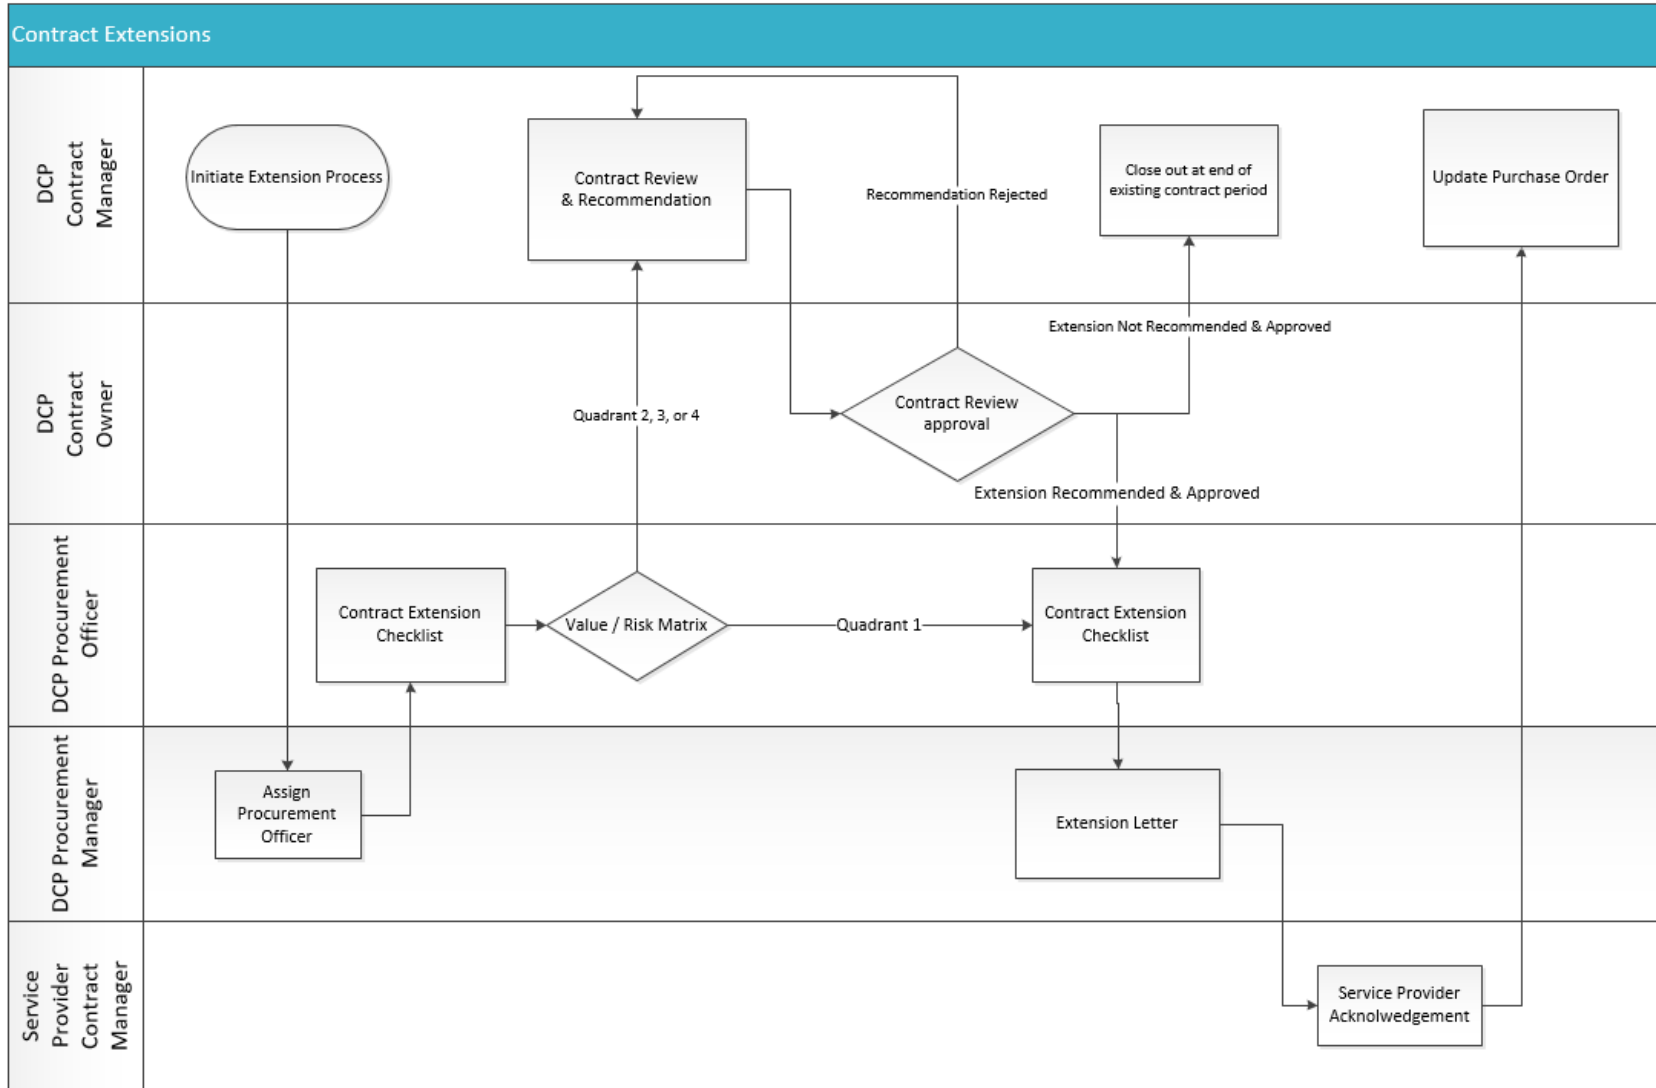 Contract Extensions
DCP
Contract
Manager
Initiate Extension Process
Contract Review
& Recommendation
Recommendation Rejected
Close out at end of
existing contract period
Update Purchase Order
DCP
Contract
Owner
Quadrant 2, 3, or 4
Contract Review
approval
Extension Not Recommended & Approved
Extension Recommended & Approved
DCP Procurement
Officer
Contract Extension
Checklist
Value / Risk Matrix
Quadrant 1
Contract Extension
Checklist
DCP Procurement
Manager
Assign
Procurement
Officer
Extension Letter
Service
Provider
Contract
Manager
Service Provider
Acknolwedgement